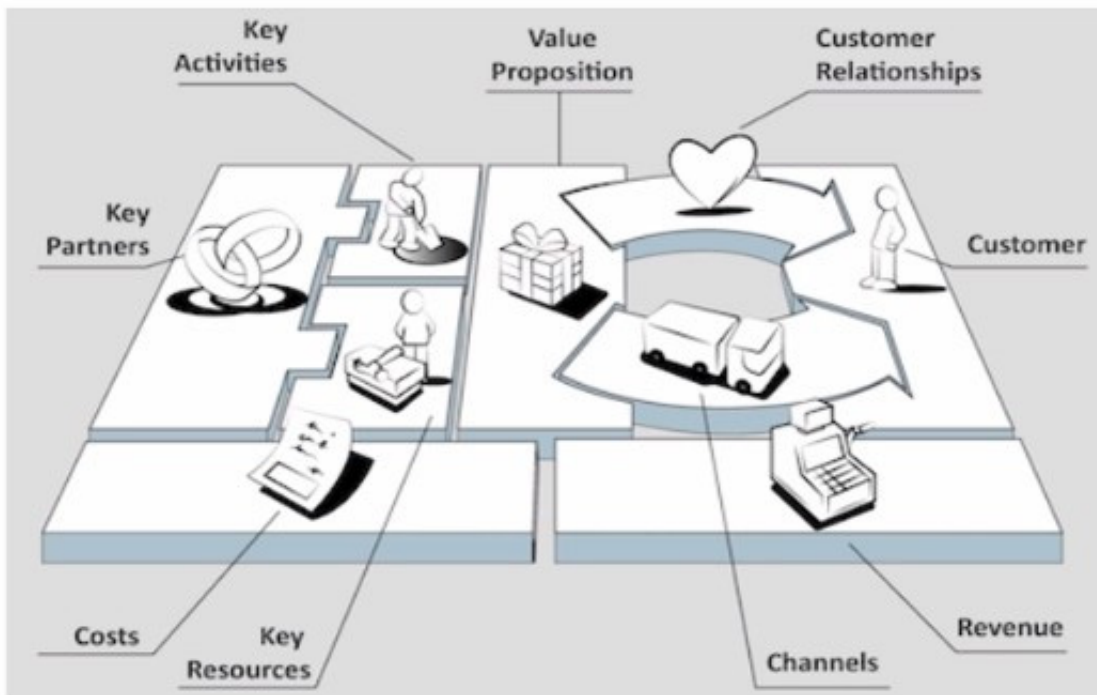 Key
Activities
Value
Proposition
Customer
Relationships
Key
Partners
Customer
Costs
Key
Resources
Channels
Revenue